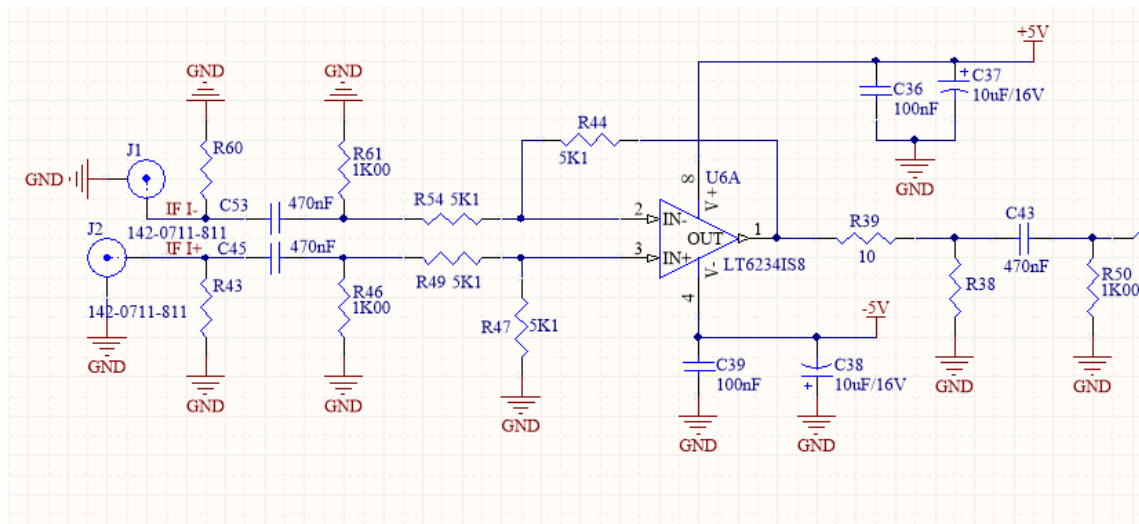 +5V
GND
GND
C36
100nF
C37
10uF/16V
R44
5K1
J1
R60
R61
1K00
GND
GND
U6A
8
V+
IF I-
C53
470nF
R54 5K1
2
IN-
OUT
1
R39
10
C43
470nF
142-0711-811
J2
IF I+
C45
470nF
R49 5K1
3
IN+
V-
LT6234IS8
4
142-0711-811
R43
R46
1K00
R47
5K1
R38
R50
1K00
-5V
GND
C39
100nF
C38
10uF/16V
GND
GND
GND
GND
GND
GND
GND